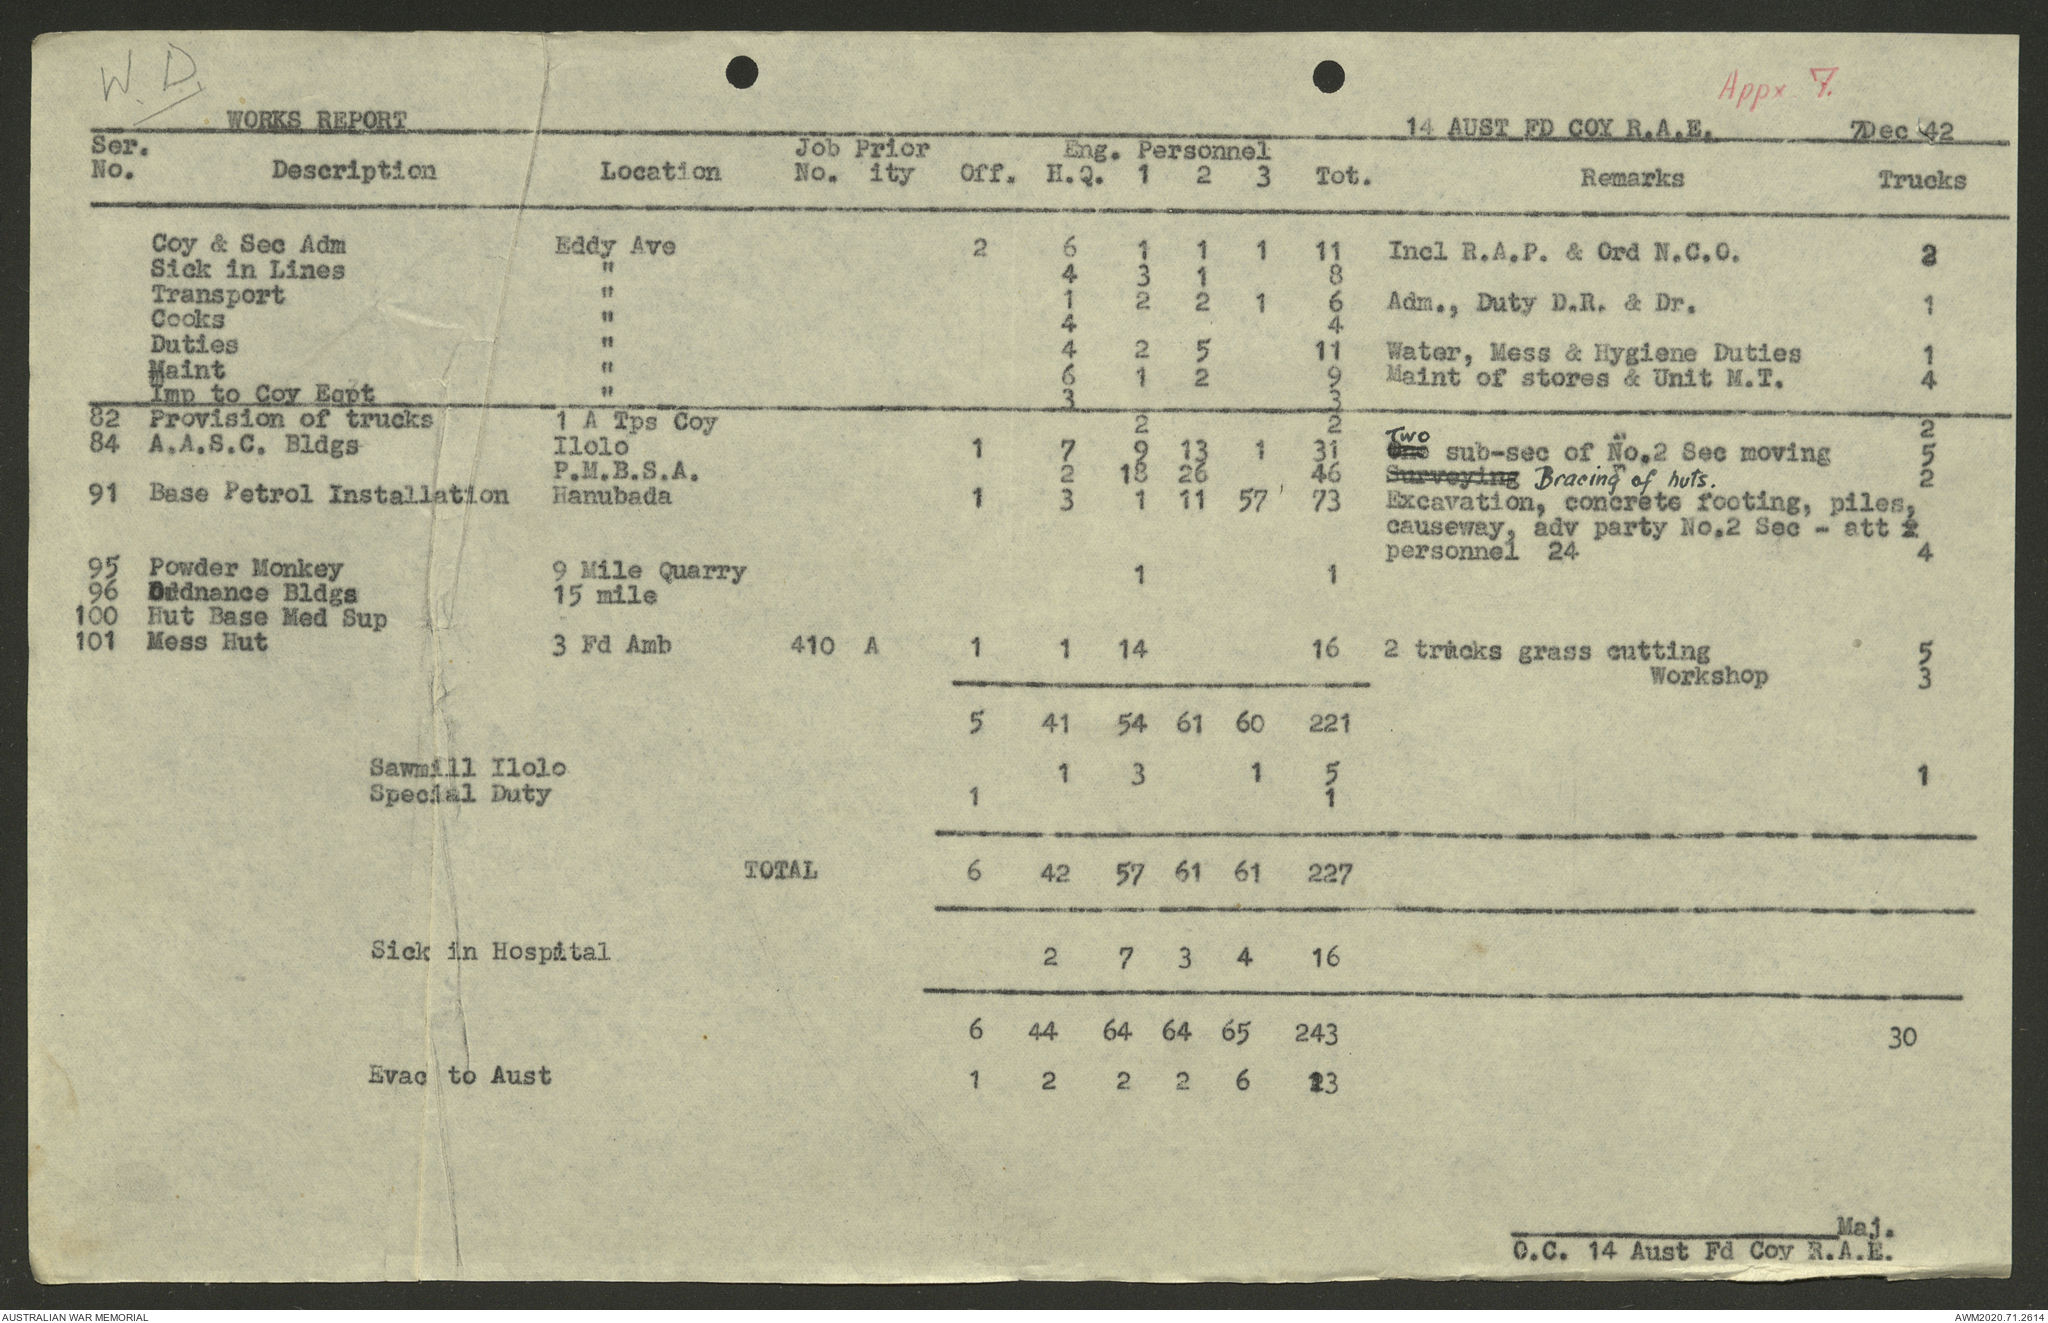 W. D.
Appx 7.
WORKS REPORT 14 AUST FD COY R.A.E. 7Dec 42
Ser. Job Prior Eng. Personnel
No. Description Location No. ity Off. H.Q. 1 2 3 Tot. Remarks Trucks
Coy & Sec Adm Eddy Ave 2 6 1 1 1 11 Incl R.A.P. & Ord N.C.O. 2
Sick in Lines " 4 3 1 8
Transport " 1 2 2 1 6 Adm., Duty D.R. & Dr. 1
Cooks " 4 4
Duties " 4 2 5 11 Water, Mess & Hygiene Duties 1
Maint " 6 1 2 9 Maint of stores & Unit M.T. 4
Imp to Coy Eqpt " 3 3
82 Provision of trucks 1 A Tps Coy 2 2 2
84 A.A.S.C. Bldgs Ilolo 1 7 9 13 1 31 One Two sub-sec of No.2 Sec moving 5
P.M.B.S.A. 2 18 26 46 Surveying Bracing of huts. 2
91 Base Petrol Installation Hanubada 1 3 1 11 57 73 Excavation, concrete footing, piles,
causeway, adv party No.2 Sec - att
personnel 24 4
95 Powder Monkey 9 Mile Quarry 1 1
96 Ordnance Bldgs 15 mile
100 Hut Base Med Sup
101 Mess Hut 3 Fd Amb 410 A 1 1 14 16 2 trucks grass cutting 5
Workshop 3
5 41 54 61 60 221
Sawmill Ilolo 1 3 1 5 1
Special Duty 1 1
TOTAL 6 42 57 61 61 227
Sick in Hospital 2 7 3 4 16
6 44 64 64 65 243 30
Evac to Aust 1 2 2 2 6 13
Maj.
O.C. 14 Aust Fd Coy R.A.E.
AUSTRALIAN WAR MEMORIAL AWM2020.71.2614